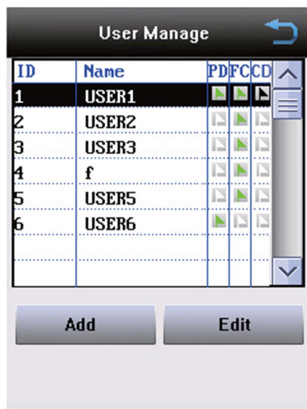 User Manage
ID Name PD FC CD
1 USER1
2 USER2
3 USER3
4 f
5 USER5
6 USER6
Add Edit